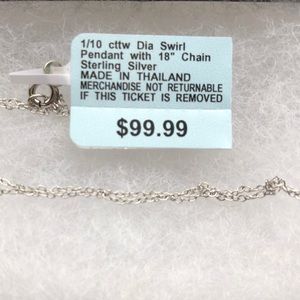 1/10 cttw Dia Swirl
Pendant with 18" Chain
Sterling Silver
MADE IN THAILAND
MERCHANDISE NOT RETURNABLE
IF THIS TICKET IS REMOVED
$99.99